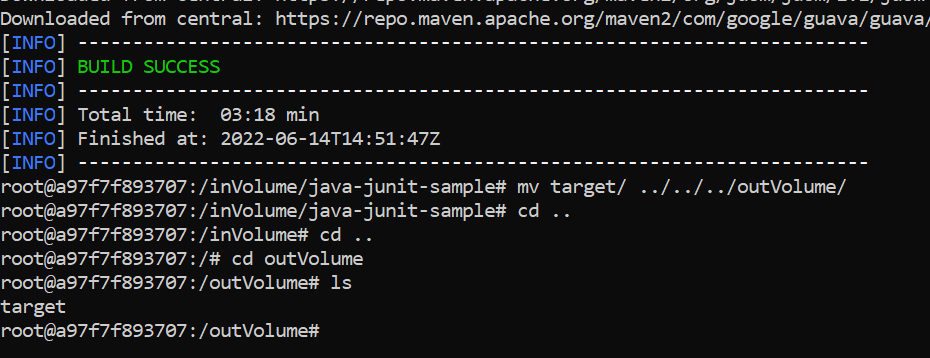 Downloaded from central: https://repo.maven.apache.org/maven2/com/google/guava/guava/
[INFO] ------------------------------------------------------------------
[INFO] BUILD SUCCESS
[INFO] ------------------------------------------------------------------
[INFO] Total time:  03:18 min
[INFO] Finished at: 2022-06-14T14:51:47Z
[INFO] ------------------------------------------------------------------
root@a97f7f893707:/inVolume/java-junit-sample# mv target/ ../../../outVolume/
root@a97f7f893707:/inVolume/java-junit-sample# cd ..
root@a97f7f893707:/inVolume# cd ..
root@a97f7f893707:/# cd outVolume
root@a97f7f893707:/outVolume# ls
target
root@a97f7f893707:/outVolume#